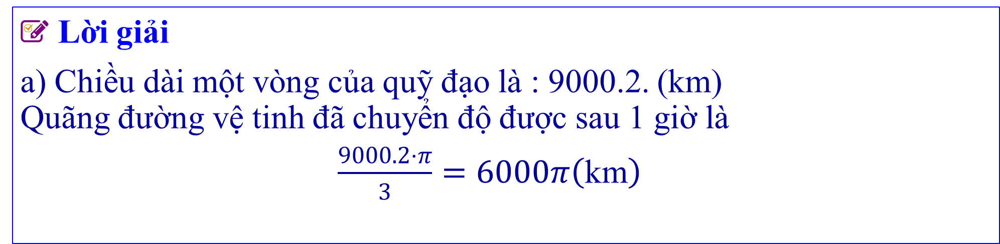 Lời giải
a) Chiều dài một vòng của quỹ đạo là : 9000.2. (km)
Quãng đường vệ tinh đã chuyển độ được sau 1 giờ là
\frac{9000.2·π}{3} = 6000π(km)